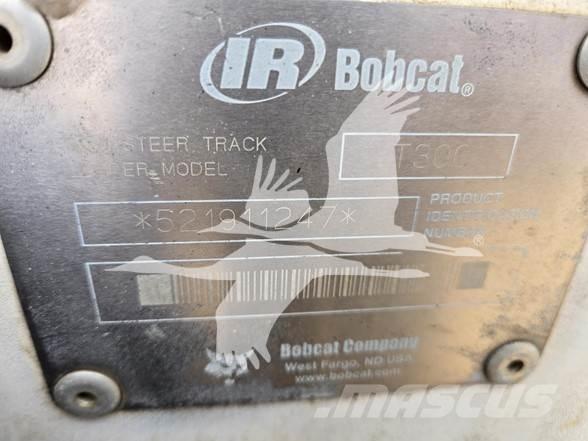 IR Bobcat®
STEER TRACK
ER MODEL T300
*521911247*
PRODUCT
IDENTIFICATION
NUMBER
Bobcat Company
West Fargo, ND USA
www.bobcat.com
MASCUS